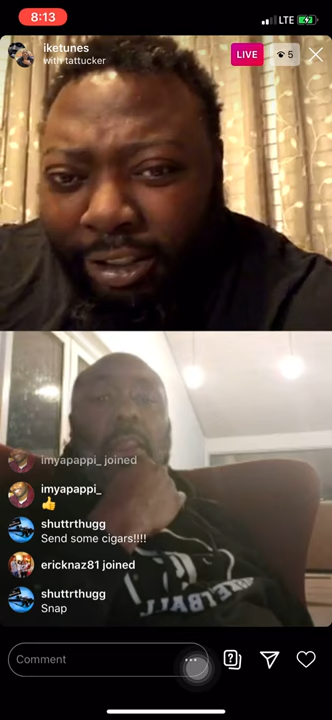 8:13
LTE
iketunes
with tattucker
LIVE
5
imyapappi_ joined
imyapappi_
👍
shuttrthugg
Send some cigars!!!!
ericknaz81 joined
shuttrthugg
Snap
Comment